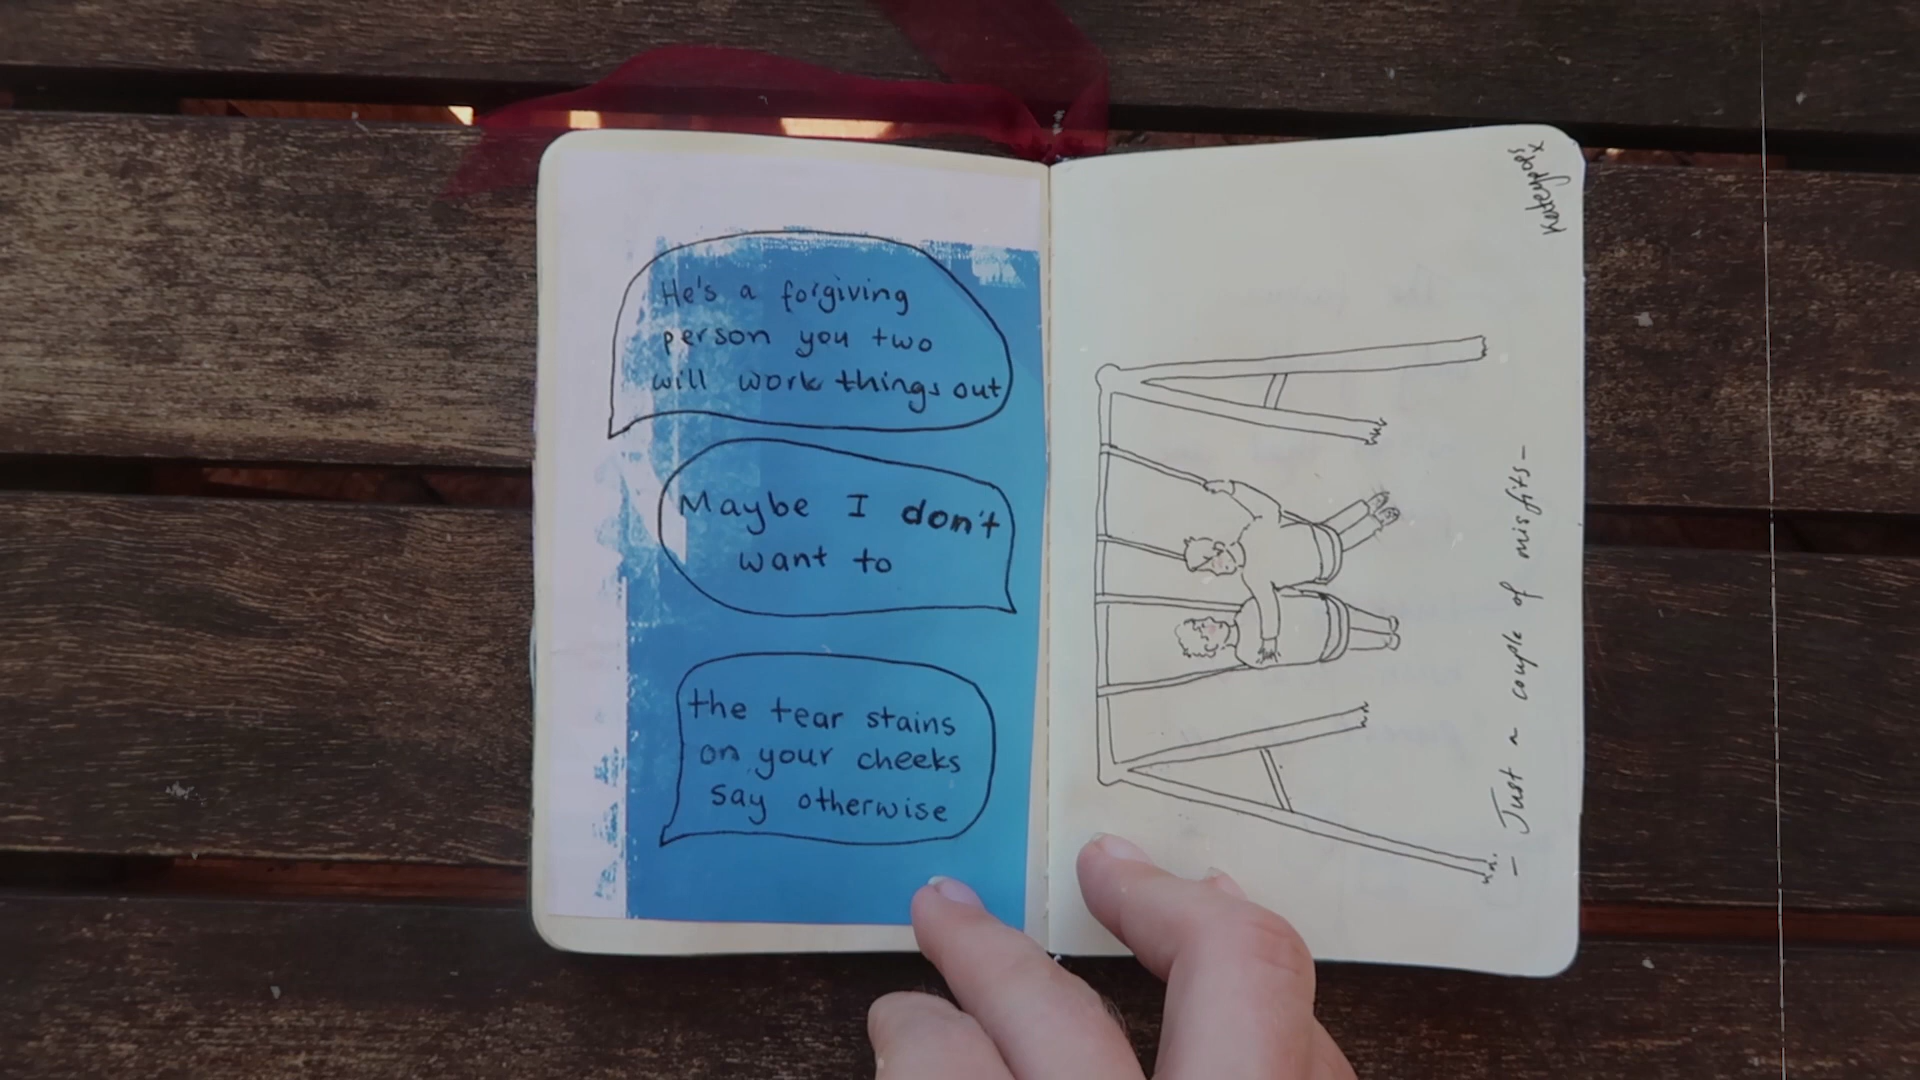 He's a forgiving
person you two
will work things out
Maybe I don't
want to
the tear stains
on your cheeks
say otherwise
- Just a couple of misfits -